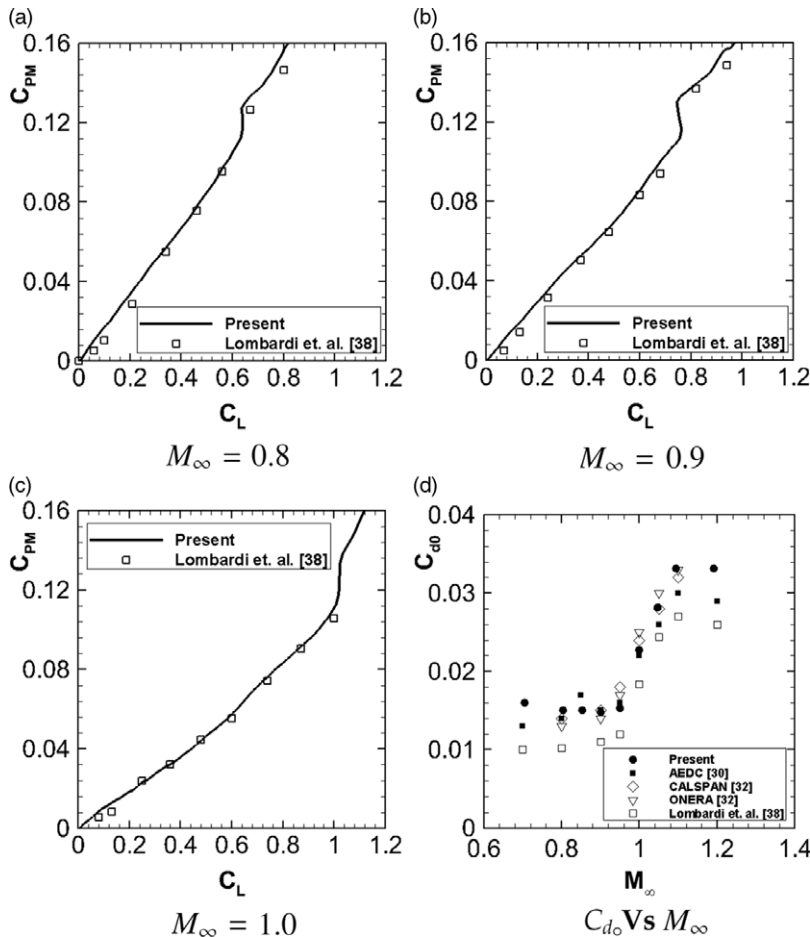 (a)
0.16
0.12
0.08
0.04
0
C_PM
0 0.2 0.4 0.6 0.8 1 1.2
C_L
Present
Lombardi et. al. [38]
M∞ = 0.8
(b)
0.16
0.12
0.08
0.04
0
C_PM
0 0.2 0.4 0.6 0.8 1 1.2
C_L
Present
Lombardi et. al. [38]
M∞ = 0.9
(c)
0.16
0.12
0.08
0.04
0
C_PM
0 0.2 0.4 0.6 0.8 1 1.2
C_L
Present
Lombardi et. al. [38]
M∞ = 1.0
(d)
0.04
0.03
0.02
0.01
0
C_d0
0.6 0.8 1 1.2 1.4
M∞
Present
AEDC [30]
CALSPAN [32]
ONERA [32]
Lombardi et. al. [38]
C_do Vs M∞